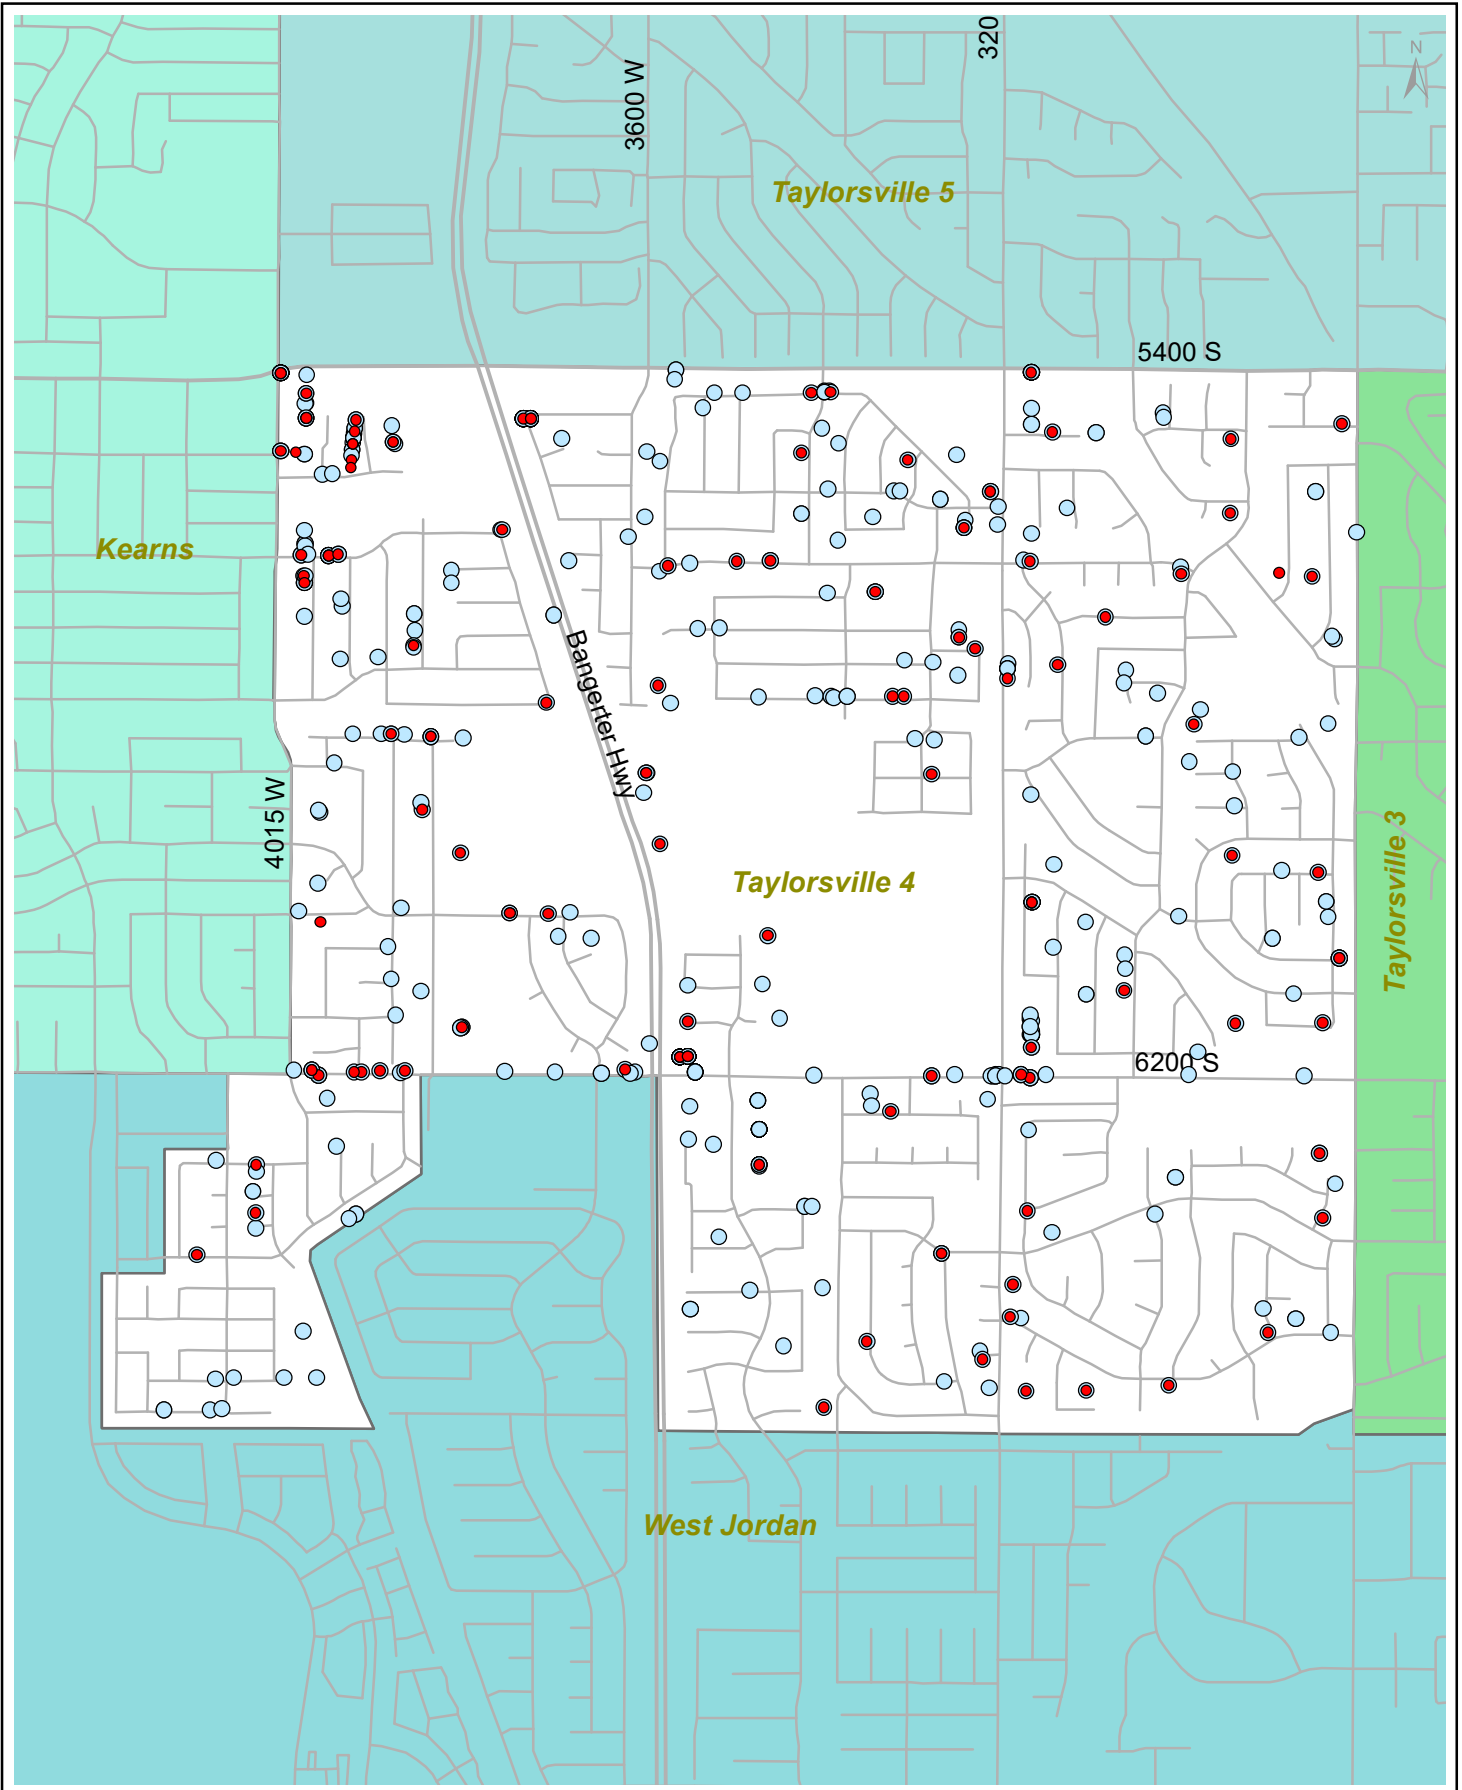 320
3600 W
N
Taylorsville 5
5400 S
Kearns
Bangerter Hwy
4015 W
Taylorsville 4
Taylorsville 3
6200 S
West Jordan